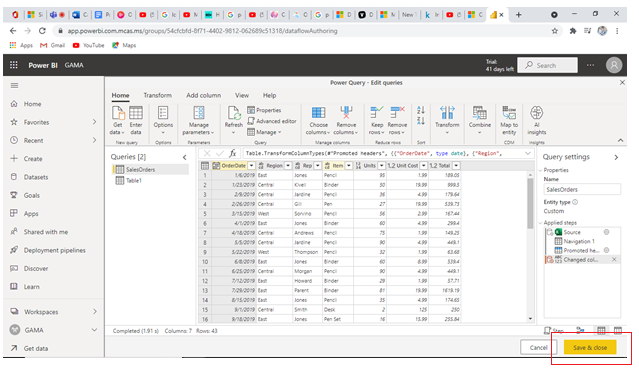 app.powerbi.com.mcas.ms/groups/54cfcbfd-8f71-4402-9812-062689c51318/dataflowAuthoring
Apps Gmail YouTube Maps
Power BI GAMA
Trial:
41 days left
Search
Power Query - Edit queries
Home Transform Add column View Help
Get data Enter data Options Manage parameters Refresh Properties Advanced editor Manage Choose columns Remove columns Keep rows Remove rows Transform Combine Map to entity AI insights
New query Options Parameters Query Manage columns Reduce rows Sort CDM Insights
Home
Favorites
Recent
Create
Datasets
Goals
Apps
Shared with me
Deployment pipelines
Discover
Learn
Workspaces
GAMA
Get data
Queries [2]
SalesOrders
Table1
fx Table.TransformColumnTypes(#"Promoted headers", {{"OrderDate", type date}, {"Region",
OrderDate Region Rep Item Units Unit Cost Total
1 1/6/2019 East Jones Pencil 95 1.99 189.05
2 1/23/2019 Central Kivell Binder 50 19.99 999.5
3 2/9/2019 Central Jardine Pencil 36 4.99 179.64
4 2/26/2019 Central Gill Pen 27 19.99 539.73
5 3/15/2019 West Sorvino Pencil 56 2.99 167.44
6 4/1/2019 East Jones Binder 60 4.99 299.4
7 4/18/2019 Central Andrews Pencil 75 1.99 149.25
8 5/5/2019 Central Jardine Pencil 90 4.99 449.1
9 5/22/2019 West Thompson Pencil 32 1.99 63.68
10 6/8/2019 East Jones Binder 60 8.99 539.4
11 6/25/2019 Central Morgan Pencil 90 4.99 449.1
12 7/12/2019 East Howard Binder 29 1.99 57.71
13 7/29/2019 East Parent Binder 81 19.99 1619.19
14 8/15/2019 East Jones Pencil 35 4.99 174.65
15 9/1/2019 Central Smith Desk 2 125 250
16 9/18/2019 East Jones Pen Set 16 15.99 255.84
Query settings
Properties
Name
SalesOrders
Entity type
Custom
Applied steps
Source
Navigation 1
Promoted he...
Changed col...
Completed (1.91 s) Columns: 7 Rows: 43
Step
Cancel Save & close